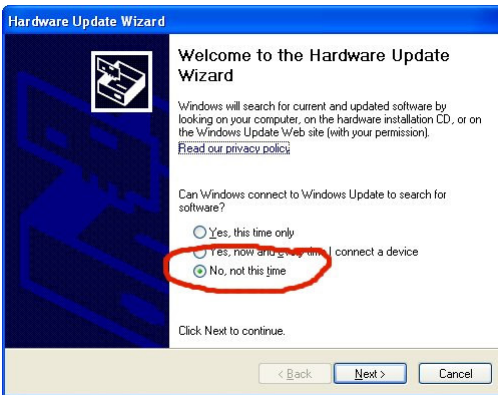 Hardware Update Wizard
Welcome to the Hardware Update
Wizard
Windows will search for current and updated software by
looking on your computer, on the hardware installation CD, or on
the Windows Update Web site (with your permission).
Read our privacy policy
Can Windows connect to Windows Update to search for
software?
Yes, this time only
Yes, now and every time I connect a device
No, not this time
Click Next to continue.
< Back
Next >
Cancel